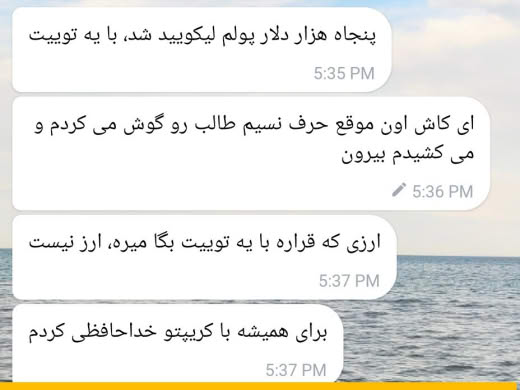 پنجاه هزار دلار پولم لیکویید شد، با یه توییت
5:35 PM
ای کاش اون موقع حرف نسیم طالب رو گوش می کردم و
می کشیدم بیرون
5:36 PM
ارزی که قراره با یه توییت بگا میره، ارز نیست
5:37 PM
برای همیشه با کریپتو خداحافظی کردم
5:37 PM